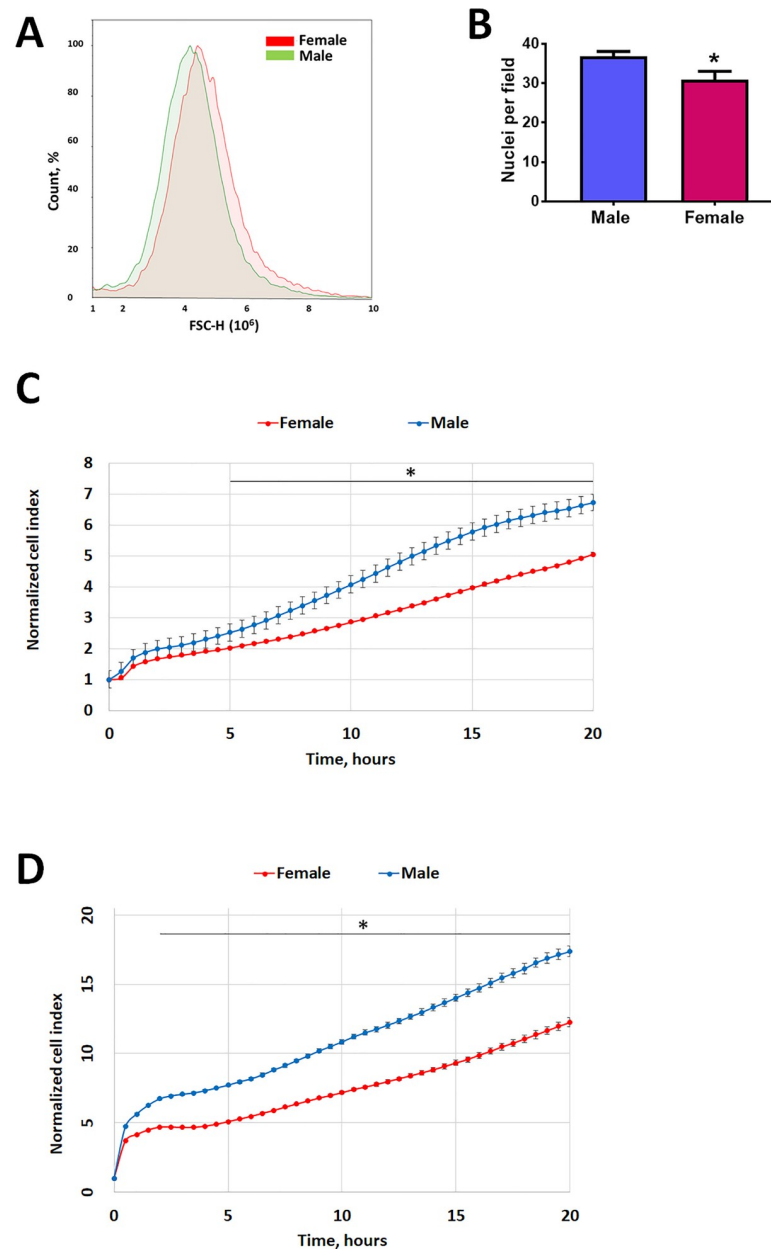 A
Female
Male
100
80
60
40
20
0
Count, %
1 2 4 6 8 10
FSC-H (10⁶)
B
40
30
20
10
0
Nuclei per field
*
Male Female
C
Female Male
8
7
6
5
4
3
2
1
0
Normalized cell index
*
0 5 10 15 20
Time, hours
D
Female Male
20
15
10
5
0
Normalized cell index
*
0 5 10 15 20
Time, hours